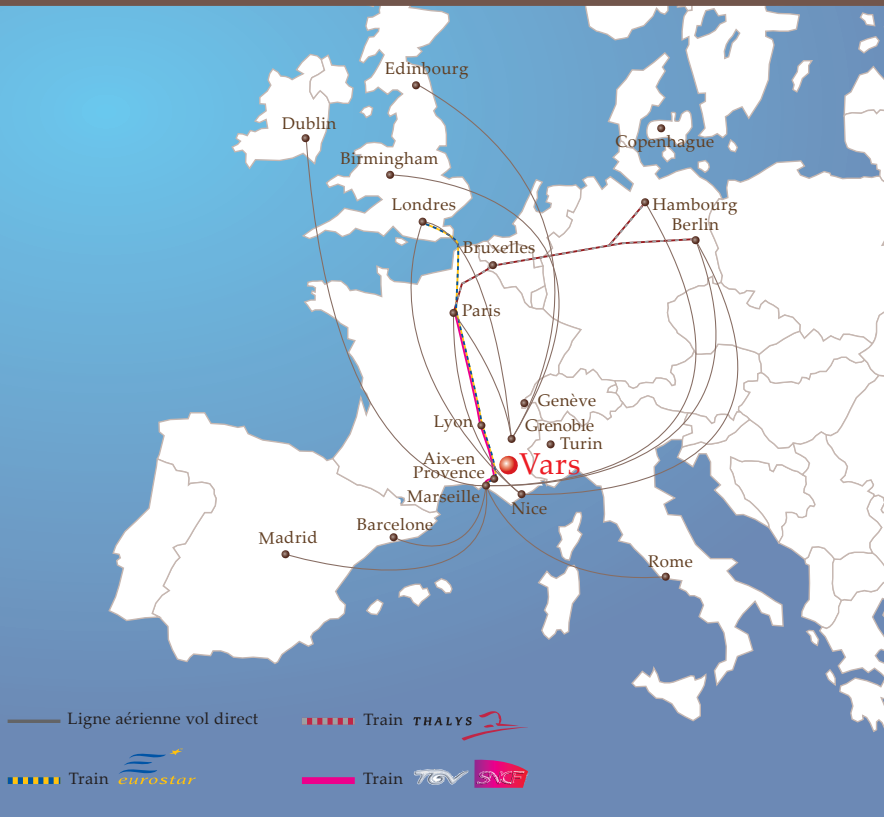 Edinbourg
Dublin
Copenhague
Birmingham
Londres
Hambourg
Berlin
Bruxelles
Paris
Genève
Lyon
Grenoble
Turin
Aix-en
Provence
Vars
Marseille
Nice
Barcelone
Madrid
Rome
Ligne aérienne vol direct
Train THALYS
Train eurostar
Train TGV SNCF